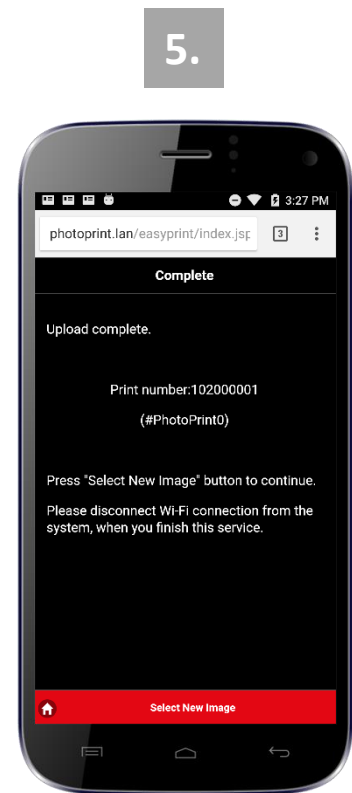 5.
3:27 PM
photoprint.lan/easyprint/index.jsp
3
Complete
Upload complete.
Print number:102000001
(#PhotoPrint0)
Press "Select New Image" button to continue.
Please disconnect Wi-Fi connection from the
system, when you finish this service.
Select New Image